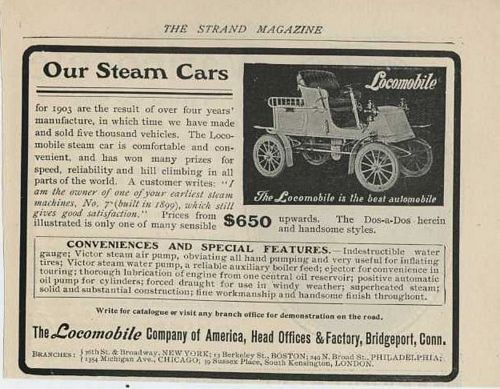 THE STRAND MAGAZINE
Our Steam Cars
for 1903 are the result of over four years'
manufacture, in which time we have made
and sold five thousand vehicles. The Loco-
mobile steam car is comfortable and con-
venient, and has won many prizes for
speed, reliability and hill climbing in all
parts of the world. A customer writes: "I
am the owner of one of your earliest steam
machines, No. 7 (built in 1899), which still
gives good satisfaction." Prices from
illustrated is only one of many sensible
$650
upwards. The Dos-a-Dos herein
and handsome styles.
Locomobile
The Locomobile is the best automobile
CONVENIENCES AND SPECIAL FEATURES.—Indestructible water
gauge; Victor steam air pump, obviating all hand pumping and very useful for inflating
tires; Victor steam water pump, a reliable auxiliary boiler feed; ejector for convenience in
touring; thorough lubrication of engine from one central oil reservoir; positive automatic
oil pump for cylinders; forced draught for use in windy weather; superheated steam;
solid and substantial construction; fine workmanship and handsome finish throughout.
Write for catalogue or visit any branch office for demonstration on the road.
The Locomobile Company of America, Head Offices & Factory, Bridgeport, Conn.
BRANCHES: 76th St. & Broadway, NEW YORK; 13 Berkeley St., BOSTON; 249 N. Broad St., PHILADELPHIA;
1354 Michigan Ave., CHICAGO; 39 Sussex Place, South Kensington, LONDON.